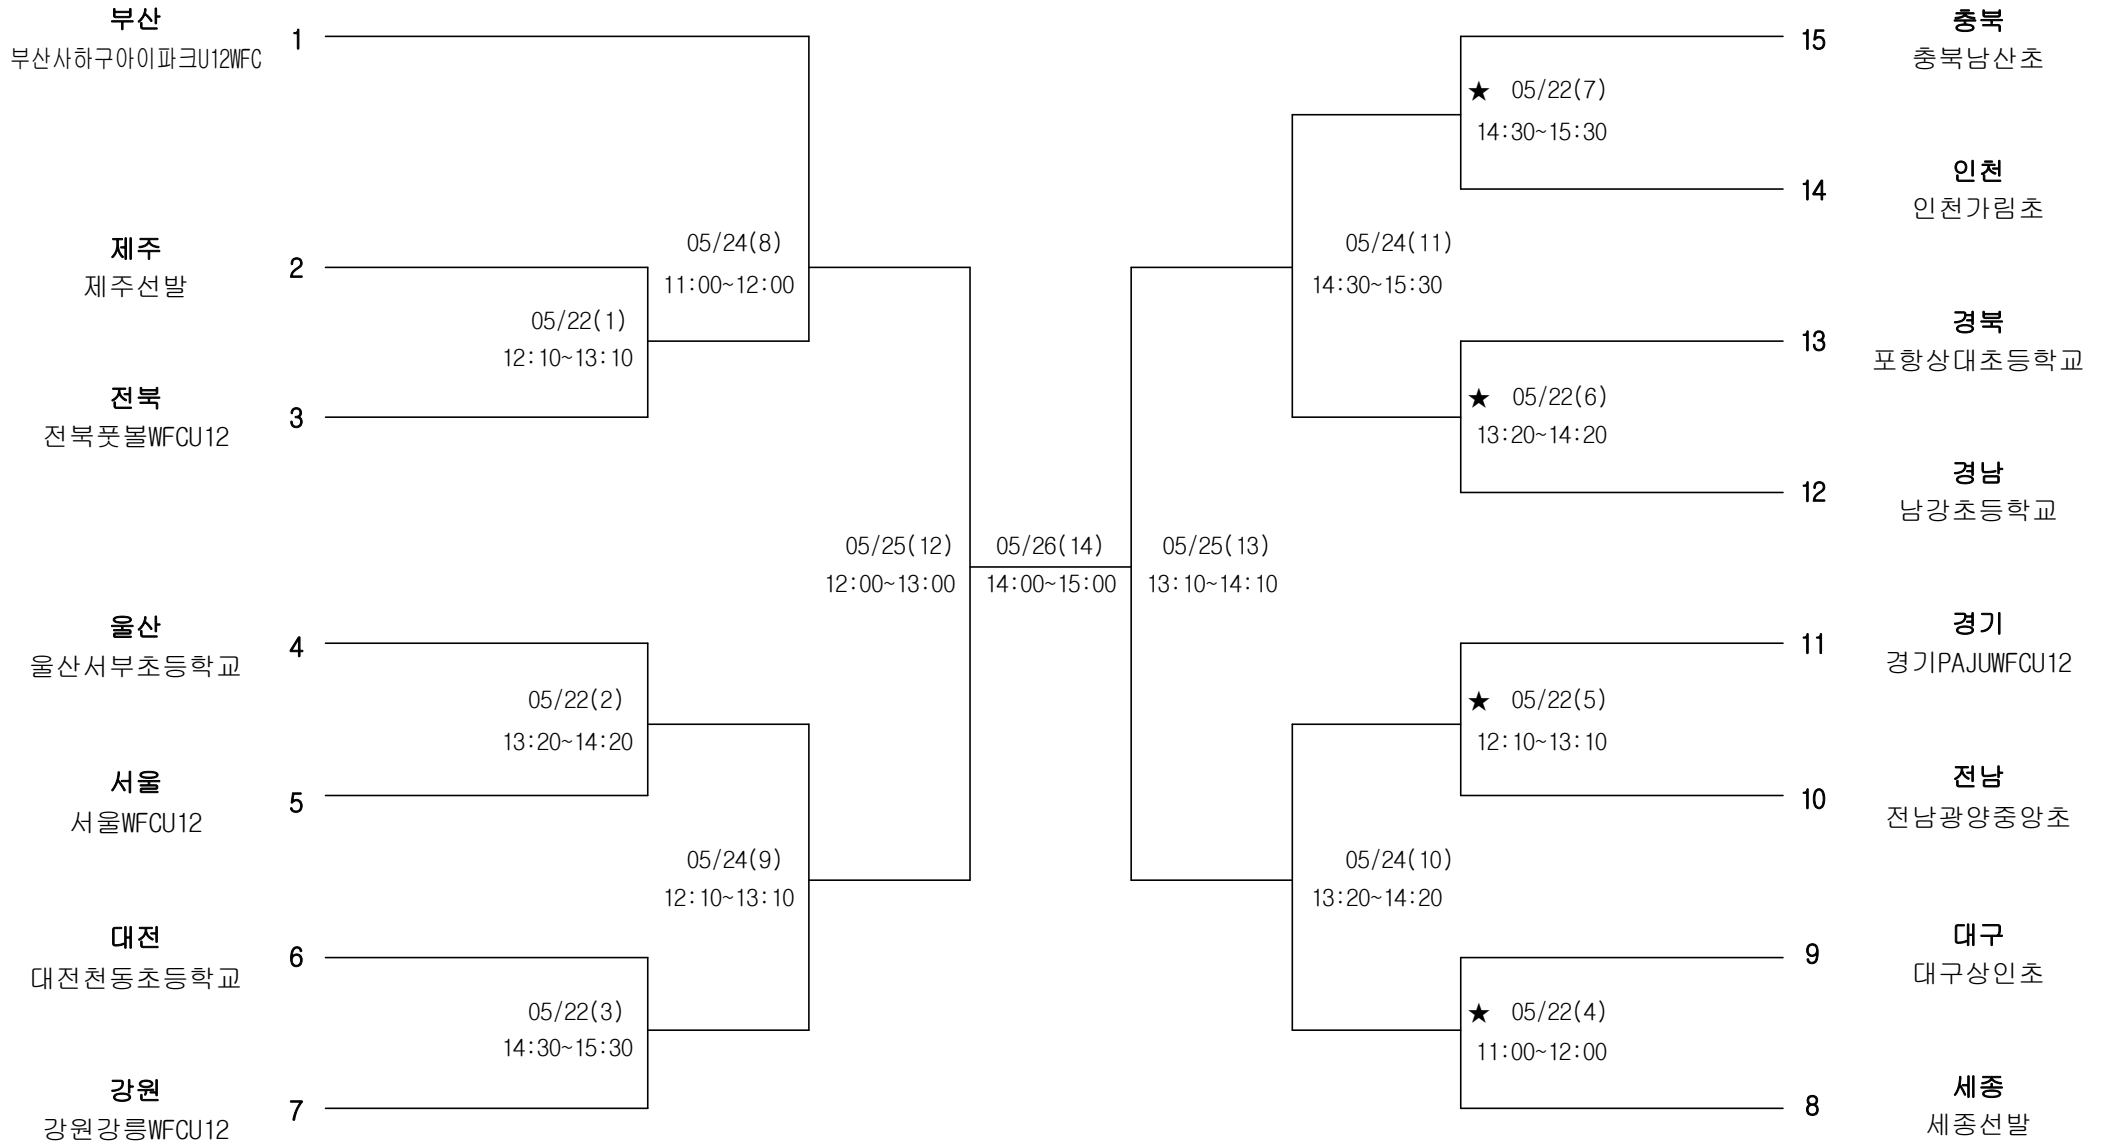 부산
부산사하구아이파크U12WFC
1
제주
제주선발
2
05/22(1)
12:10~13:10
전북
전북풋볼WFCU12
3
05/24(8)
11:00~12:00
울산
울산서부초등학교
4
05/22(2)
13:20~14:20
서울
서울WFCU12
5
05/24(9)
12:10~13:10
대전
대전천동초등학교
6
05/22(3)
14:30~15:30
강원
강원강릉WFCU12
7
05/25(12)
12:00~13:00
05/26(14)
14:00~15:00
05/25(13)
13:10~14:10
15
충북
충북남산초
★ 05/22(7)
14:30~15:30
14
인천
인천가림초
05/24(11)
14:30~15:30
13
경북
포항상대초등학교
★ 05/22(6)
13:20~14:20
12
경남
남강초등학교
11
경기
경기PAJUWFCU12
★ 05/22(5)
12:10~13:10
10
전남
전남광양중앙초
05/24(10)
13:20~14:20
9
대구
대구상인초
★ 05/22(4)
11:00~12:00
8
세종
세종선발